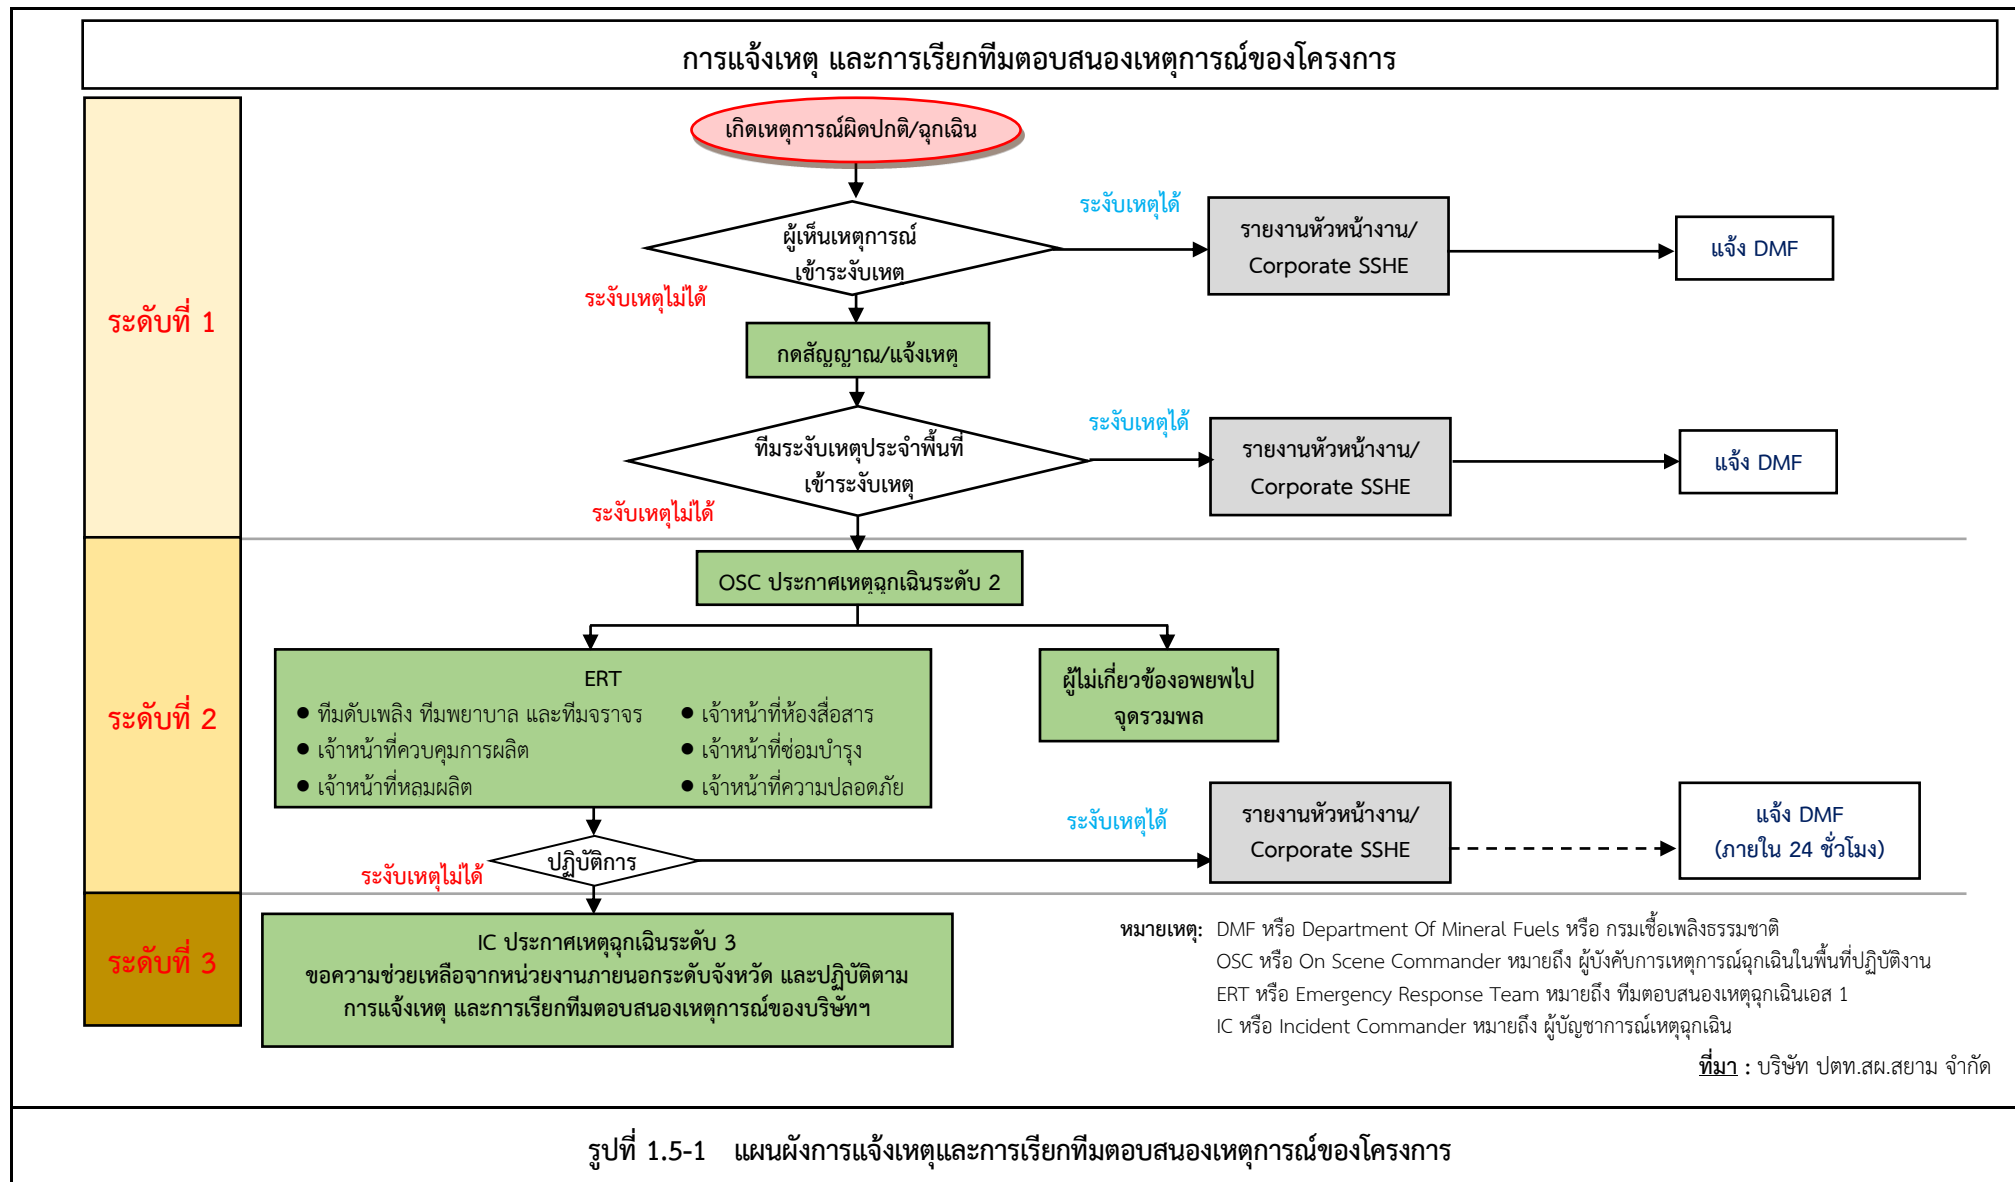 การแจ้งเหตุ และการเรียกทีมตอบสนองเหตุการณ์ของโครงการ
ระดับที่ 1
เกิดเหตุการณ์ผิดปกติ/ฉุกเฉิน
ผู้เห็นเหตุการณ์
เข้าระงับเหตุ
ระงับเหตุได้
รายงานหัวหน้างาน/
Corporate SSHE
แจ้ง DMF
ระงับเหตุไม่ได้
กดสัญญาณ/แจ้งเหตุ
ทีมระงับเหตุประจำพื้นที่
เข้าระงับเหตุ
ระงับเหตุได้
รายงานหัวหน้างาน/
Corporate SSHE
แจ้ง DMF
ระงับเหตุไม่ได้
ระดับที่ 2
OSC ประกาศเหตุฉุกเฉินระดับ 2
ERT
● ทีมดับเพลิง ทีมพยาบาล และทีมจราจร
● เจ้าหน้าที่ควบคุมการผลิต
● เจ้าหน้าที่หลุมผลิต
● เจ้าหน้าที่ห้องสื่อสาร
● เจ้าหน้าที่ซ่อมบำรุง
● เจ้าหน้าที่ความปลอดภัย
ผู้ไม่เกี่ยวข้องอพยพไป
จุดรวมพล
ปฏิบัติการ
ระงับเหตุได้
รายงานหัวหน้างาน/
Corporate SSHE
แจ้ง DMF
(ภายใน 24 ชั่วโมง)
ระงับเหตุไม่ได้
ระดับที่ 3
IC ประกาศเหตุฉุกเฉินระดับ 3
ขอความช่วยเหลือจากหน่วยงานภายนอกระดับจังหวัด และปฏิบัติตาม
การแจ้งเหตุ และการเรียกทีมตอบสนองเหตุการณ์ของบริษัทฯ
หมายเหตุ: DMF หรือ Department Of Mineral Fuels หรือ กรมเชื้อเพลิงธรรมชาติ
OSC หรือ On Scene Commander หมายถึง ผู้บังคับการเหตุการณ์ฉุกเฉินในพื้นที่ปฏิบัติงาน
ERT หรือ Emergency Response Team หมายถึง ทีมตอบสนองเหตุฉุกเฉินเอส 1
IC หรือ Incident Commander หมายถึง ผู้บัญชาการณ์เหตุฉุกเฉิน
ที่มา : บริษัท ปตท.สผ.สยาม จำกัด
รูปที่ 1.5-1 แผนผังการแจ้งเหตุและการเรียกทีมตอบสนองเหตุการณ์ของโครงการ